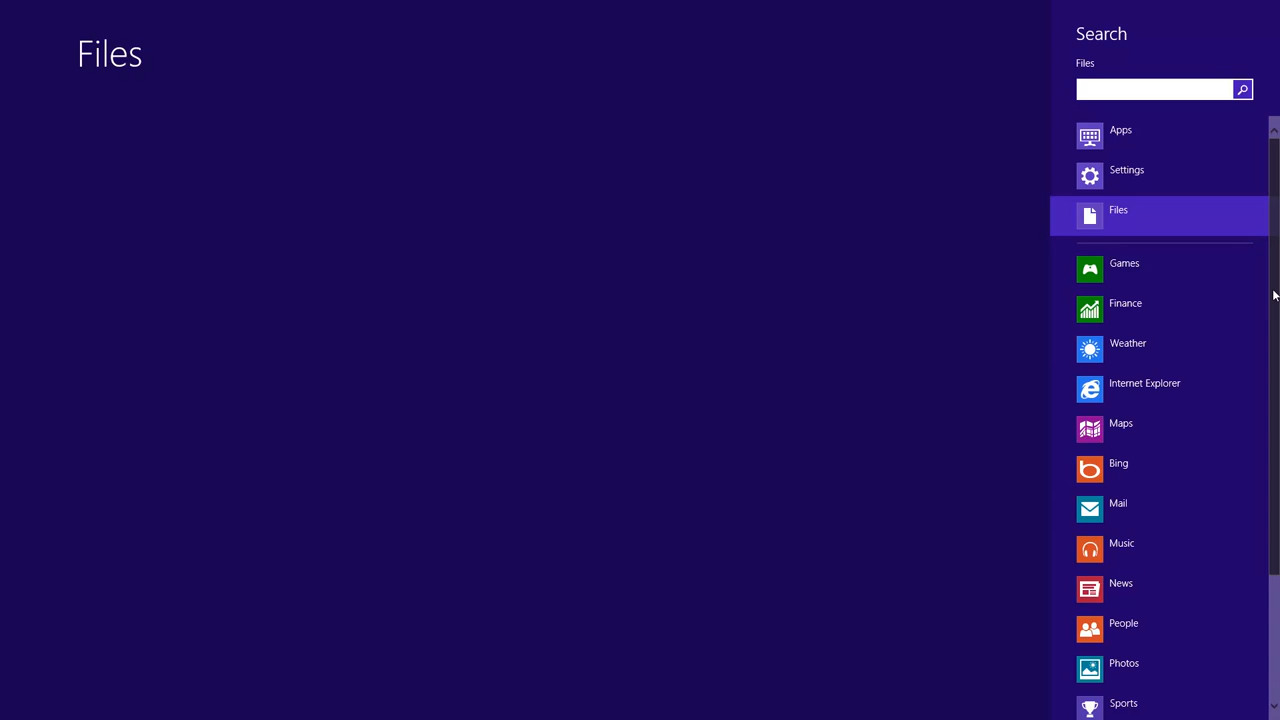 Files
Search
Files
Apps
Settings
Files
Games
Finance
Weather
Internet Explorer
Maps
Bing
Mail
Music
News
People
Photos
Sports